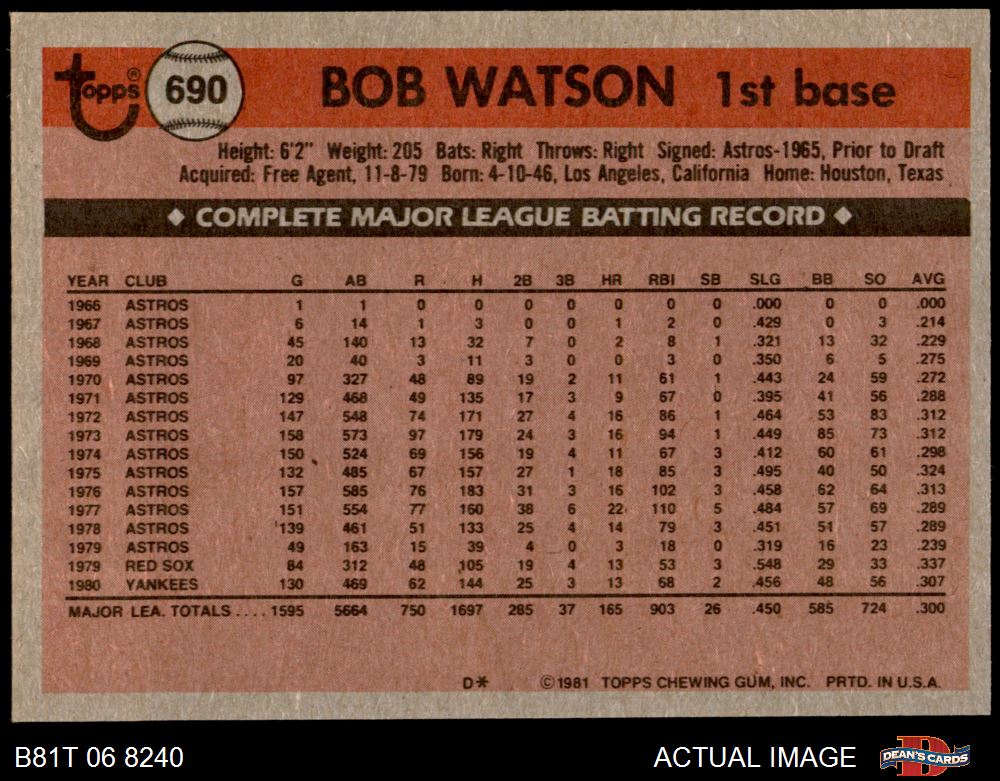 Topps® 690 BOB WATSON 1st base
Height: 6'2" Weight: 205 Bats: Right Throws: Right Signed: Astros-1965, Prior to Draft
Acquired: Free Agent, 11-8-79 Born: 4-10-46, Los Angeles, California Home: Houston, Texas
◆ COMPLETE MAJOR LEAGUE BATTING RECORD ◆
YEAR CLUB G AB R H 2B 3B HR RBI SB SLG BB SO AVG
1966 ASTROS 1 1 0 0 0 0 0 0 0 .000 0 0 .000
1967 ASTROS 6 14 1 3 0 0 1 2 0 .429 0 3 .214
1968 ASTROS 45 140 13 32 7 0 2 8 1 .321 13 32 .229
1969 ASTROS 20 40 3 11 3 0 0 3 0 .350 6 5 .275
1970 ASTROS 97 327 48 89 19 2 11 61 1 .443 24 59 .272
1971 ASTROS 129 468 49 135 17 3 9 67 0 .395 41 56 .288
1972 ASTROS 147 548 74 171 27 4 16 86 1 .464 53 83 .312
1973 ASTROS 158 573 97 179 24 3 16 94 1 .449 85 73 .312
1974 ASTROS 150 524 69 156 19 4 11 67 3 .412 60 61 .298
1975 ASTROS 132 485 67 157 27 1 18 85 3 .495 40 50 .324
1976 ASTROS 157 585 76 183 31 3 16 102 3 .458 62 64 .313
1977 ASTROS 151 554 77 160 38 6 22 110 5 .484 57 69 .289
1978 ASTROS 139 461 51 133 25 4 14 79 3 .451 51 57 .289
1979 ASTROS 49 163 15 39 4 0 3 18 0 .319 16 23 .239
1979 RED SOX 84 312 48 105 19 4 13 53 3 .548 29 33 .337
1980 YANKEES 130 469 62 144 25 3 13 68 2 .456 48 56 .307
MAJOR LEA. TOTALS .... 1595 5664 750 1697 285 37 165 903 26 .450 585 724 .300
D* ©1981 TOPPS CHEWING GUM, INC. PRTD. IN U.S.A.
B81T 06 8240 ACTUAL IMAGE DEAN'S CARDS